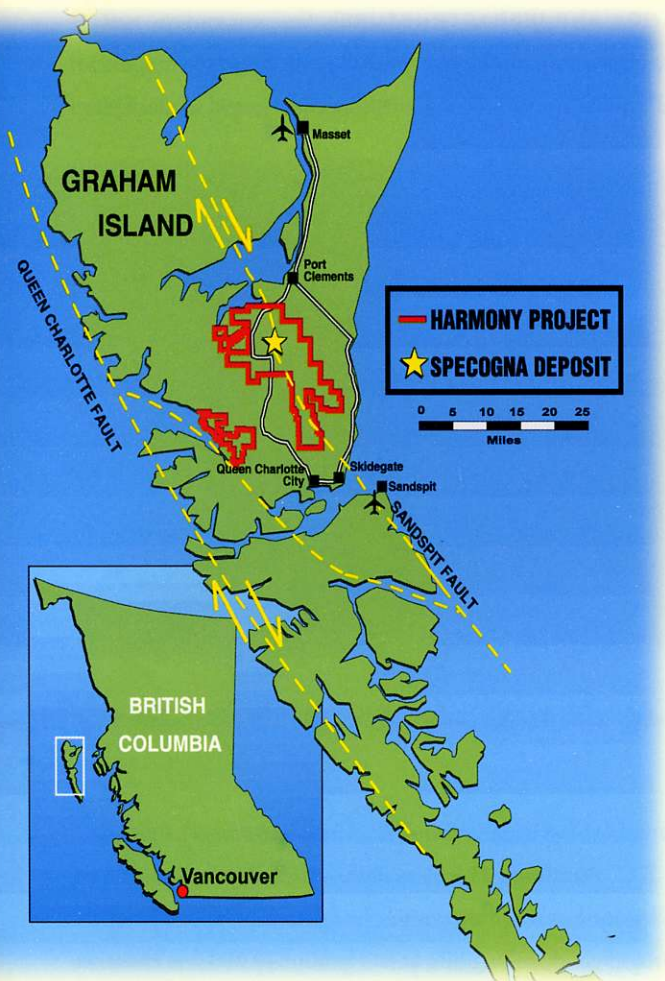 Masset
GRAHAM
ISLAND
Port
Clements
QUEEN CHARLOTTE FAULT
HARMONY PROJECT
SPECOGNA DEPOSIT
0 5 10 15 20 25
Miles
Queen Charlotte
City
Skidegate
Sandspit
SANDSPIT FAULT
BRITISH
COLUMBIA
Vancouver